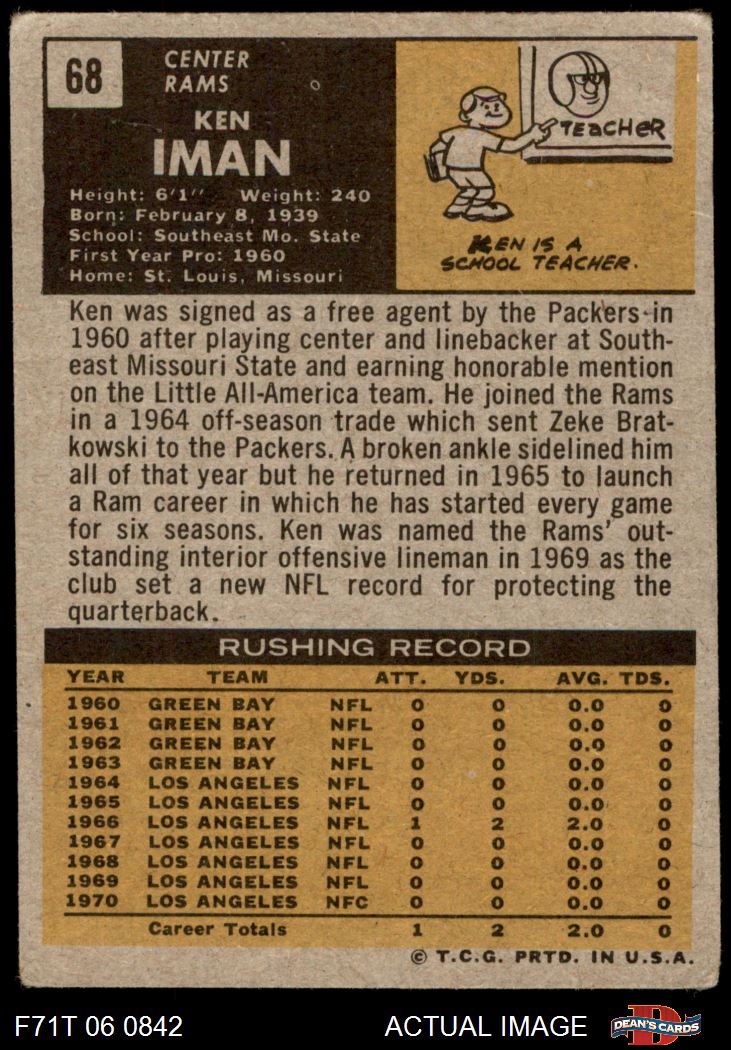 68
CENTER
RAMS
KEN
IMAN
Height: 6'1" Weight: 240
Born: February 8, 1939
School: Southeast Mo. State
First Year Pro: 1960
Home: St. Louis, Missouri
TEACHER
KEN IS A
SCHOOL TEACHER.
Ken was signed as a free agent by the Packers in
1960 after playing center and linebacker at South-
east Missouri State and earning honorable mention
on the Little All-America team. He joined the Rams
in a 1964 off-season trade which sent Zeke Brat-
kowski to the Packers. A broken ankle sidelined him
all of that year but he returned in 1965 to launch
a Ram career in which he has started every game
for six seasons. Ken was named the Rams' out-
standing interior offensive lineman in 1969 as the
club set a new NFL record for protecting the
quarterback.
RUSHING RECORD
YEAR TEAM ATT. YDS. AVG. TDS.
1960 GREEN BAY NFL 0 0 0.0 0
1961 GREEN BAY NFL 0 0 0.0 0
1962 GREEN BAY NFL 0 0 0.0 0
1963 GREEN BAY NFL 0 0 0.0 0
1964 LOS ANGELES NFL 0 0 0.0 0
1965 LOS ANGELES NFL 0 0 0.0 0
1966 LOS ANGELES NFL 1 2 2.0 0
1967 LOS ANGELES NFL 0 0 0.0 0
1968 LOS ANGELES NFL 0 0 0.0 0
1969 LOS ANGELES NFL 0 0 0.0 0
1970 LOS ANGELES NFC 0 0 0.0 0
Career Totals 1 2 2.0 0
© T.C.G. PRTD. IN U.S.A.
F71T 06 0842 ACTUAL IMAGE
D
DEAN'S CARDS